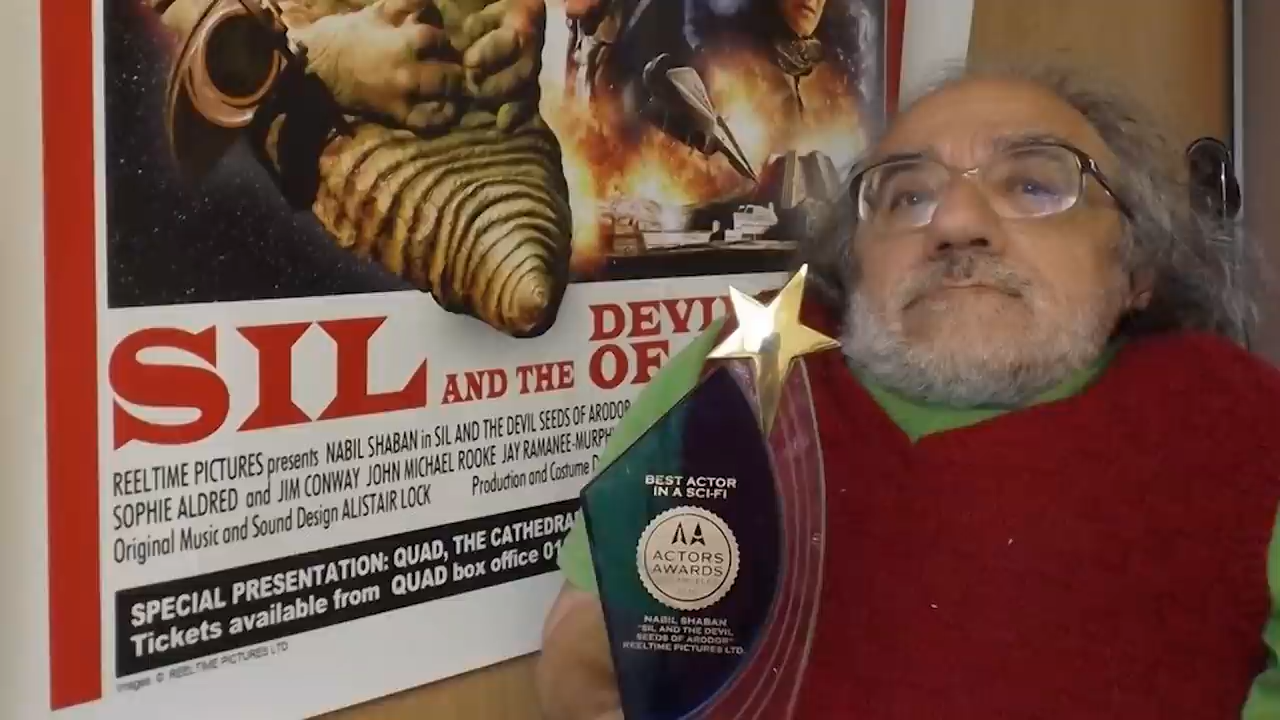 SIL AND THE DEVIL
OF
REELTIME PICTURES presents NABIL SHABAN in SIL AND THE DEVIL SEEDS OF ARODOR
SOPHIE ALDRED and JIM CONWAY JOHN MICHAEL ROOKE JAY RAMANEE-MURPHY
Original Music and Sound Design ALISTAIR LOCK Production and Costume D
SPECIAL PRESENTATION: QUAD, THE CATHEDRA
Tickets available from QUAD box office 01
Images © REELTIME PICTURES LTD
BEST ACTOR
IN A SCI-FI
AA
ACTORS
AWARDS
NABIL SHABAN
"SIL AND THE DEVIL
SEEDS OF ARODOR"
REELTIME PICTURES LTD.